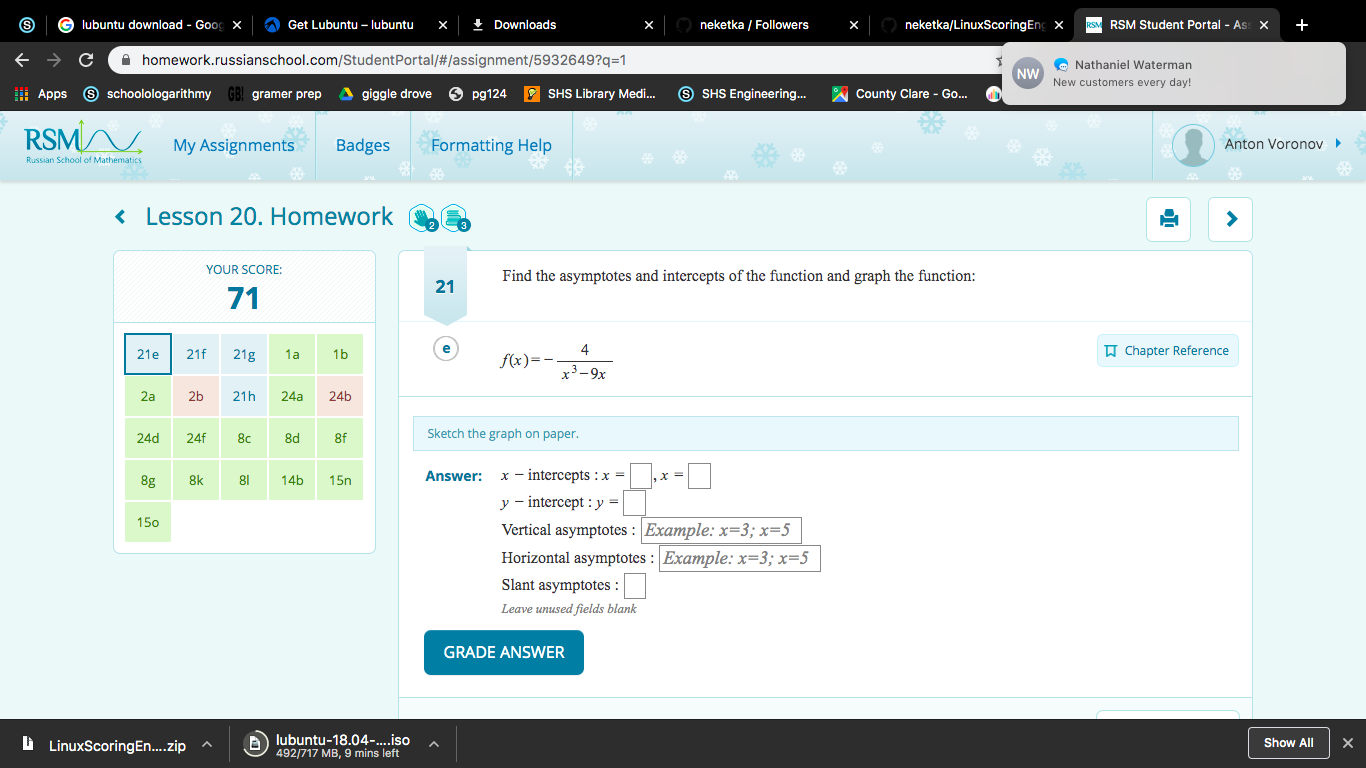 lubuntu download - Goog
Get Lubuntu – lubuntu
Downloads
neketka / Followers
neketka/LinuxScoringEng
RSM Student Portal - Ass
homework.russianschool.com/StudentPortal/#/assignment/5932649?q=1
NW
Nathaniel Waterman
New customers every day!
Apps
schoolologarithmy
GB!
gramer prep
giggle drove
pg124
SHS Library Medi...
SHS Engineering...
County Clare - Go...
RSM
Russian School of Mathematics
My Assignments
Badges
Formatting Help
Anton Voronov
Lesson 20. Homework
2
3
YOUR SCORE:
71
21e 21f 21g 1a 1b
2a 2b 21h 24a 24b
24d 24f 8c 8d 8f
8g 8k 8l 14b 15n
15o
21
Find the asymptotes and intercepts of the function and graph the function:
e
f(x)=-4/(x³-9x)
Chapter Reference
Sketch the graph on paper.
Answer: x − intercepts : x = , x =
y − intercept : y =
Vertical asymptotes : Example: x=3; x=5
Horizontal asymptotes : Example: x=3; x=5
Slant asymptotes :
Leave unused fields blank
GRADE ANSWER
LinuxScoringEn....zip
lubuntu-18.04-....iso
492/717 MB, 9 mins left
Show All